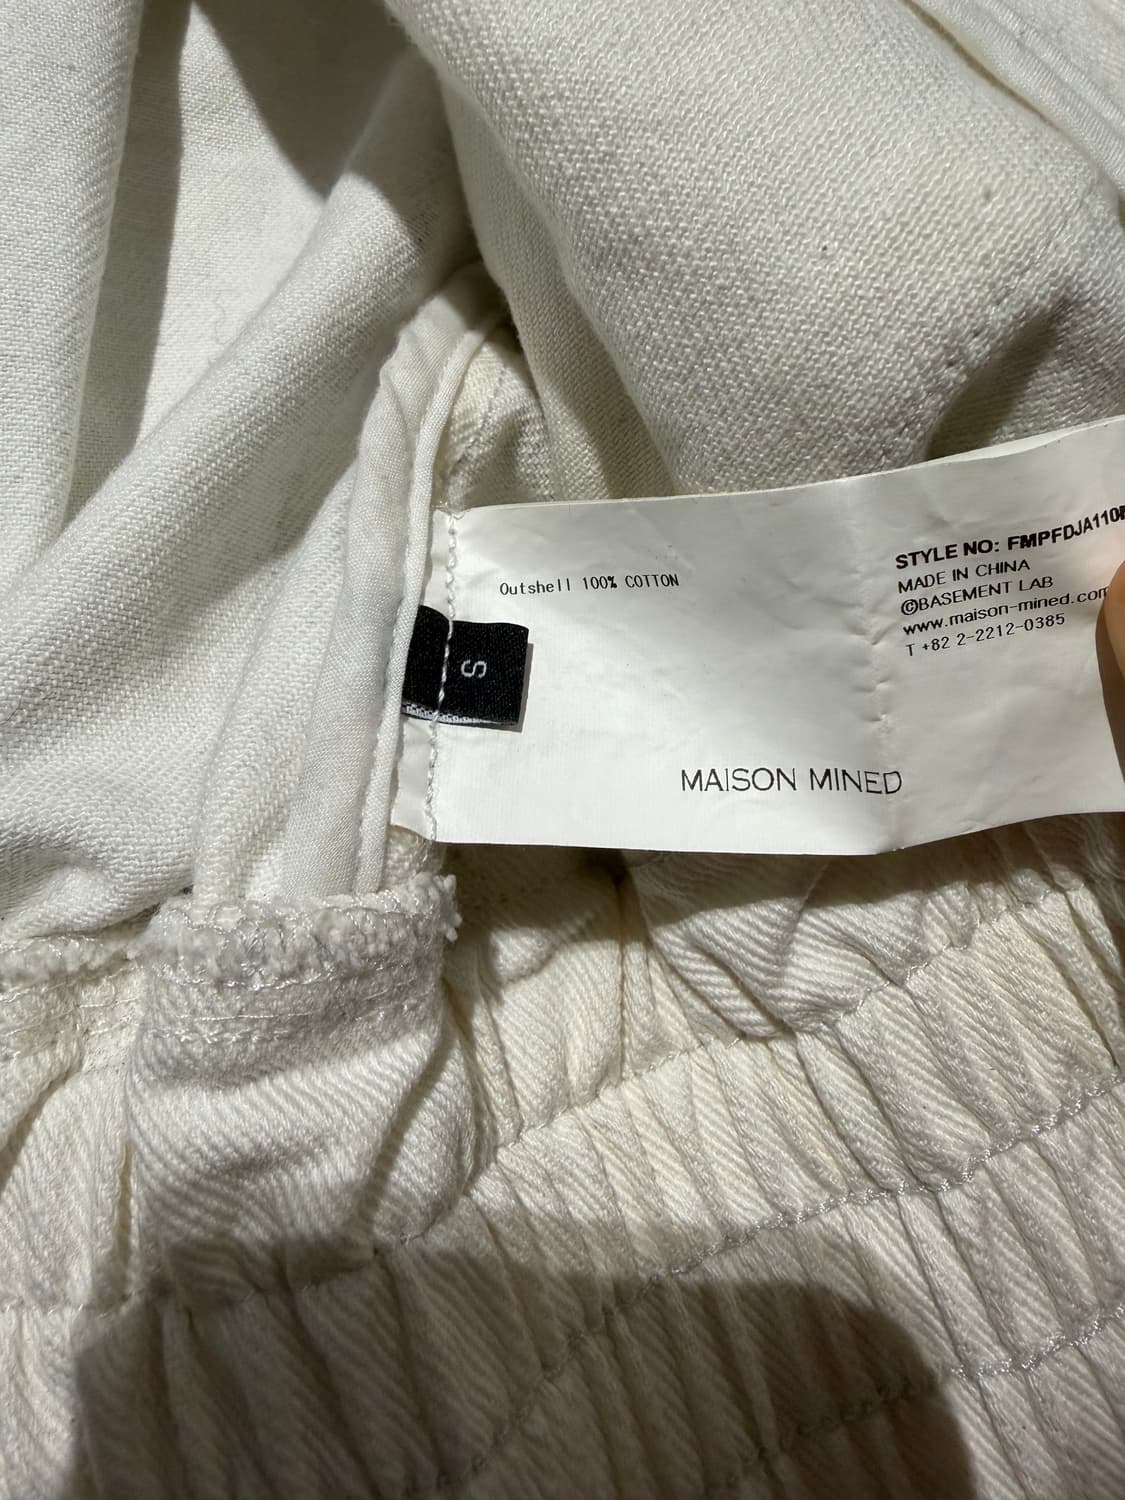 Outshell 100% COTTON
STYLE NO: FMPFDJA110
MADE IN CHINA
©BASEMENT LAB
www.maison-mined.com
T +82 2-2212-0385
S
MAISON MINED